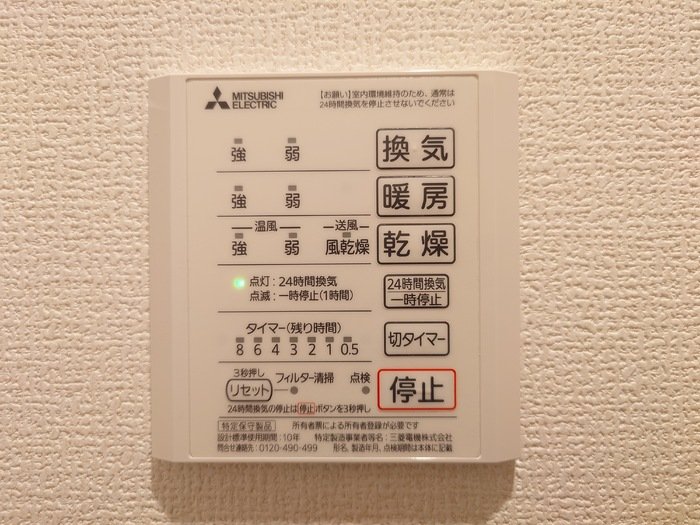 MITSUBISHI
ELECTRIC
【お願い】室内環境維持のため、通常は
24時間換気を停止させないでください
強 弱 換気
強 弱 暖房
温風 送風
強 弱 風乾燥 乾燥
点灯：24時間換気
点滅：一時停止(1時間)
24時間換気
一時停止
タイマー(残り時間)
8 6 4 3 2 1 0.5
切タイマー
3秒押し
リセット フィルター清掃 点検
停止
24時間換気の停止は停止ボタンを3秒押し
特定保守製品 所有者票による所有者登録が必要です
設計標準使用期間：10年 特定製造事業者等名：三菱電機株式会社
問合せ連絡先：0120-490-499 形名、製造年月、点検期間は本体に記載